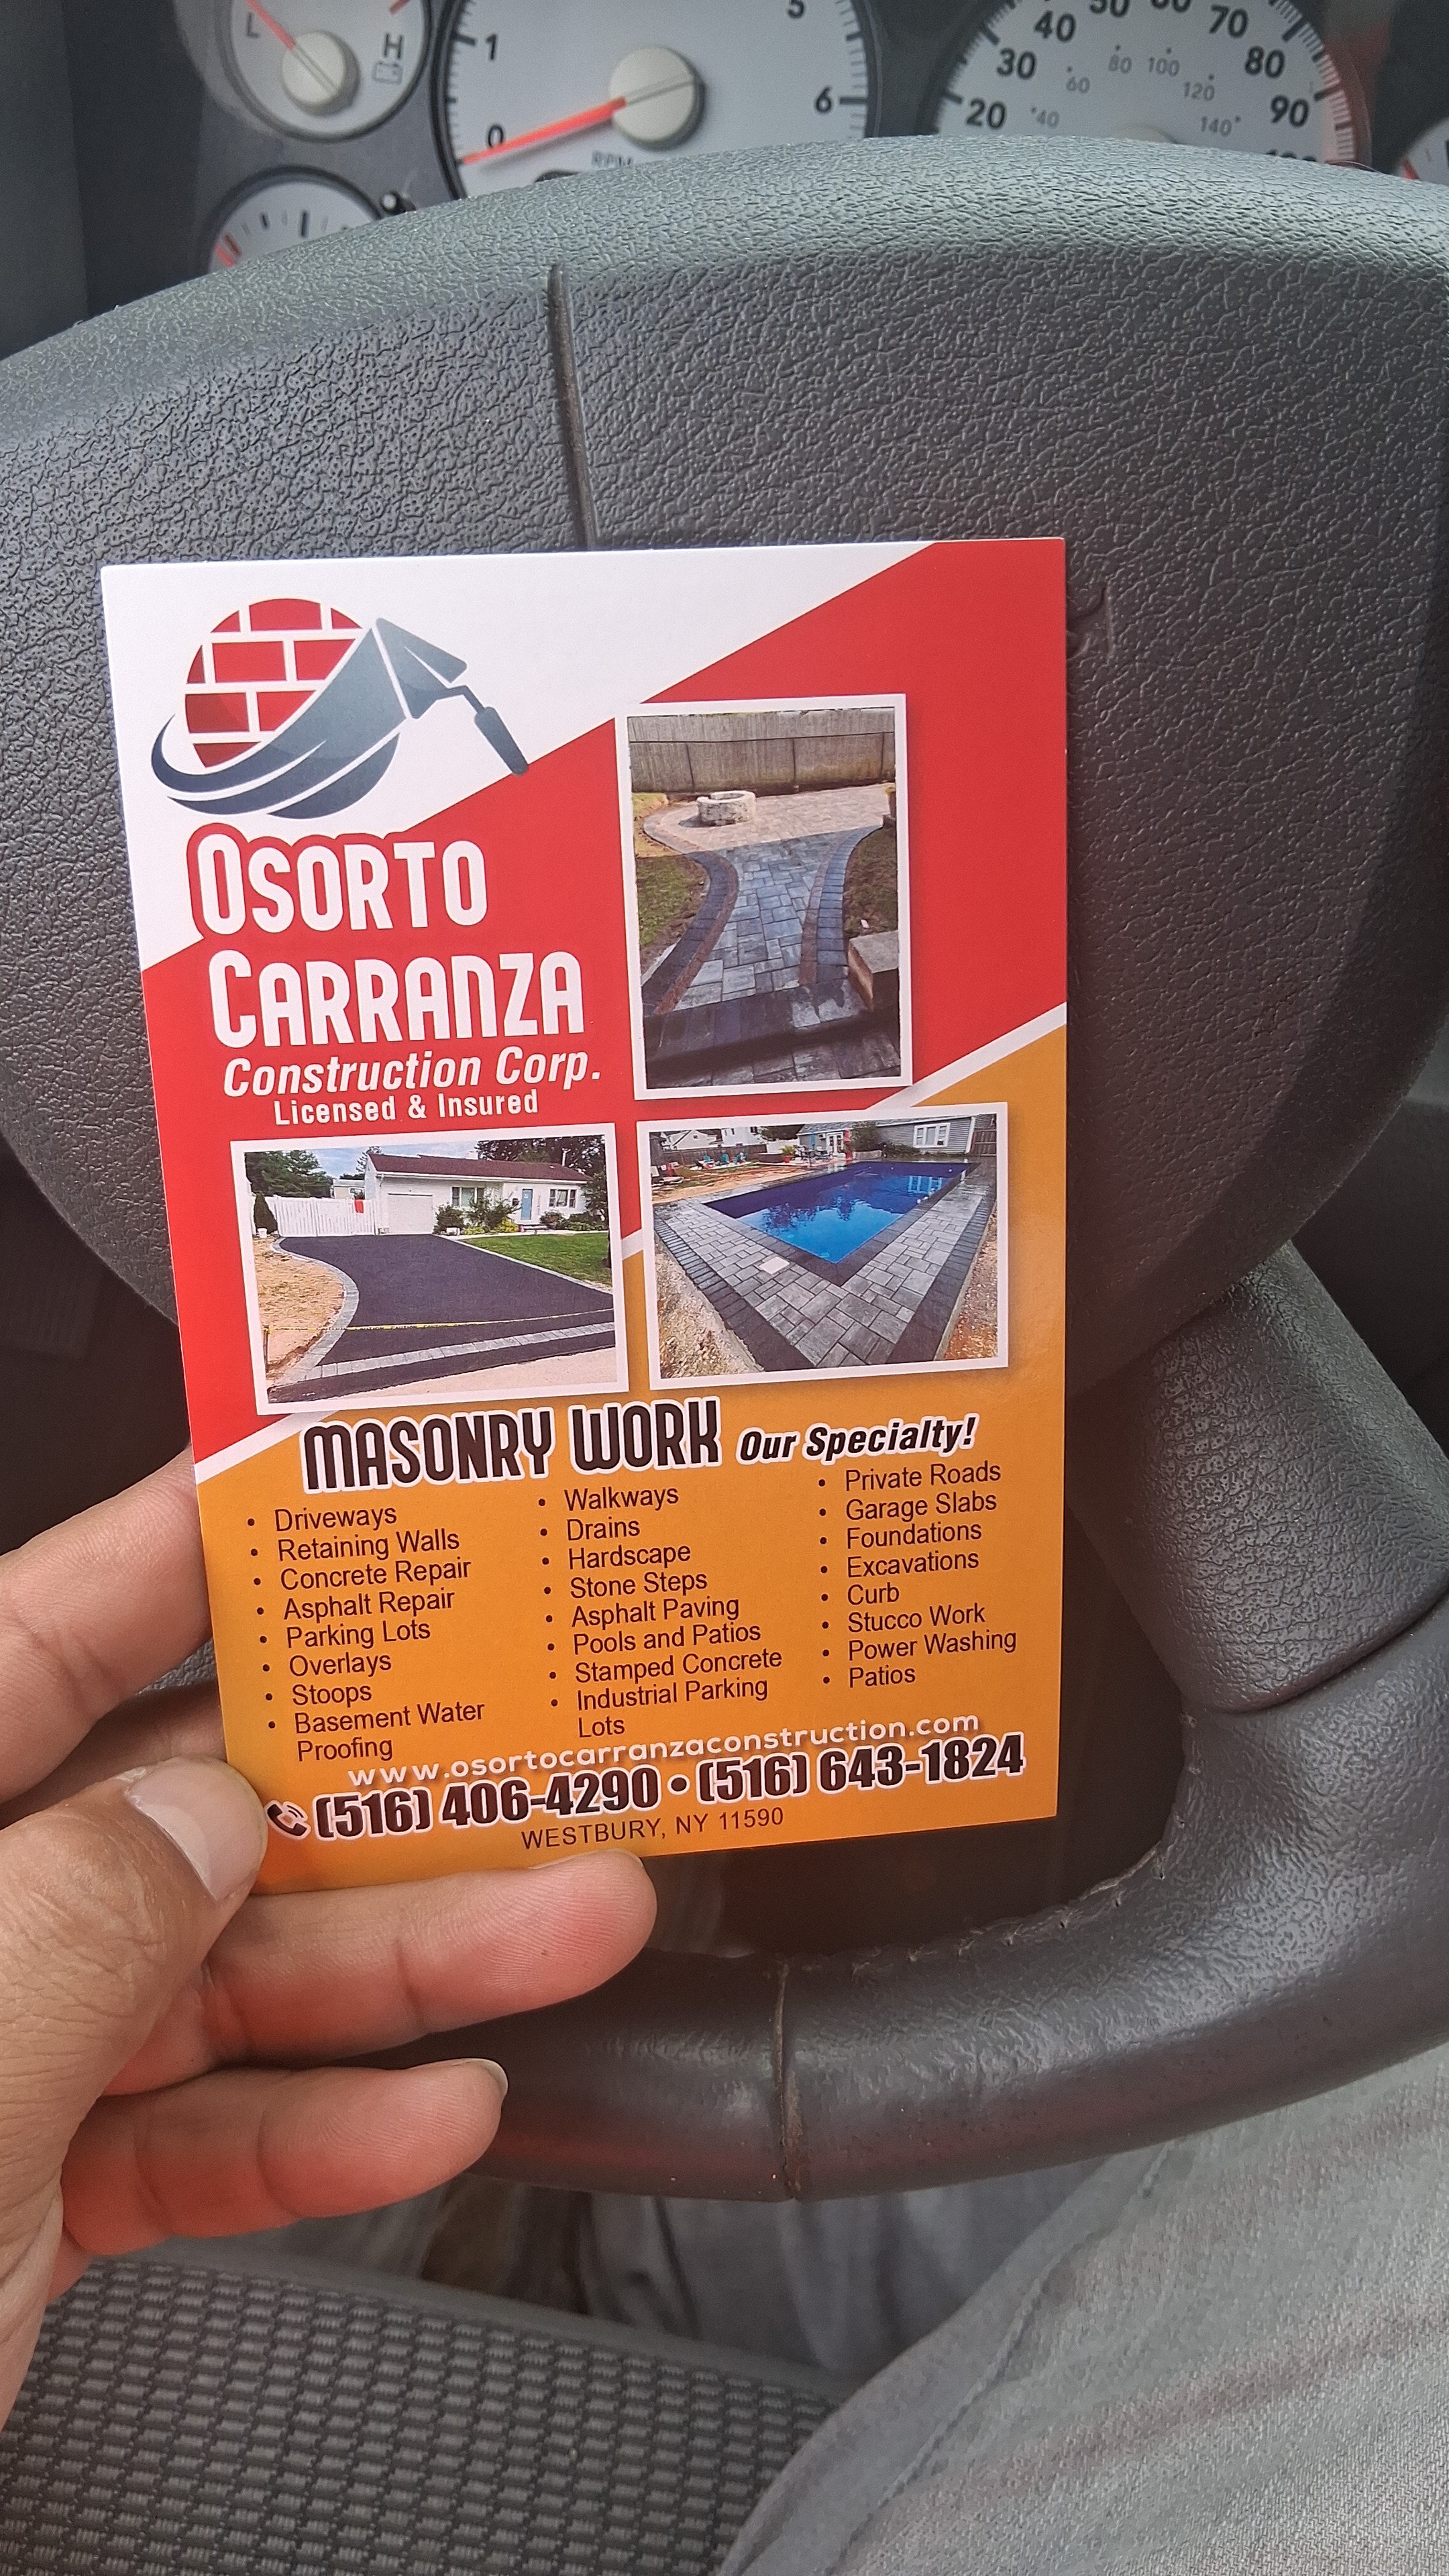 L
H
1
0
5
6
RPM
20
30
40
50
60
70
80
90
40
60
80
100
120
140
OSORTO
CARRANZA
Construction Corp.
Licensed & Insured
MASONRY WORK Our Specialty!
• Driveways
• Retaining Walls
• Concrete Repair
• Asphalt Repair
• Parking Lots
• Overlays
• Stoops
• Basement Water
Proofing
• Walkways
• Drains
• Hardscape
• Stone Steps
• Asphalt Paving
• Pools and Patios
• Stamped Concrete
• Industrial Parking
Lots
• Private Roads
• Garage Slabs
• Foundations
• Excavations
• Curb
• Stucco Work
• Power Washing
• Patios
www.osortocarranzaconstruction.com
(516) 406-4290 • (516) 643-1824
WESTBURY, NY 11590